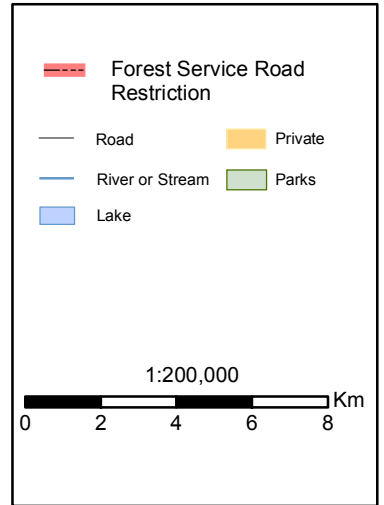 Forest Service Road
Restriction
Road
Private
River or Stream
Parks
Lake
1:200,000
Km
0 2 4 6 8